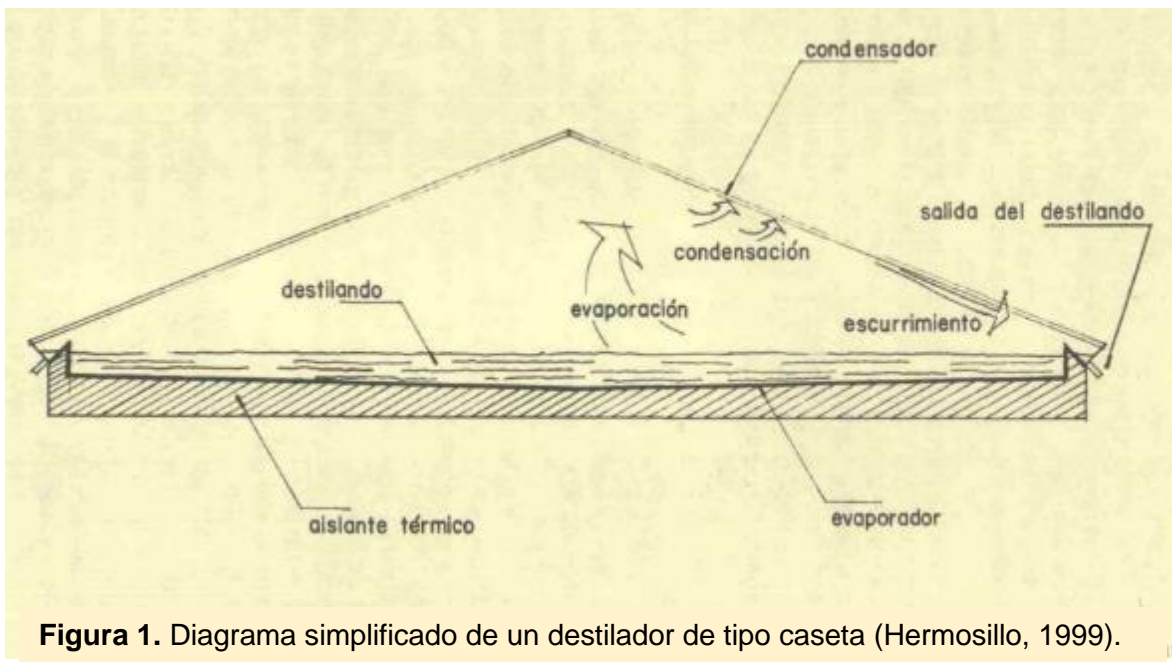 condensador
salida del destilando
condensación
destilando
evaporación
escurrimiento
aislante térmico
evaporador
Figura 1. Diagrama simplificado de un destilador de tipo caseta (Hermosillo, 1999).